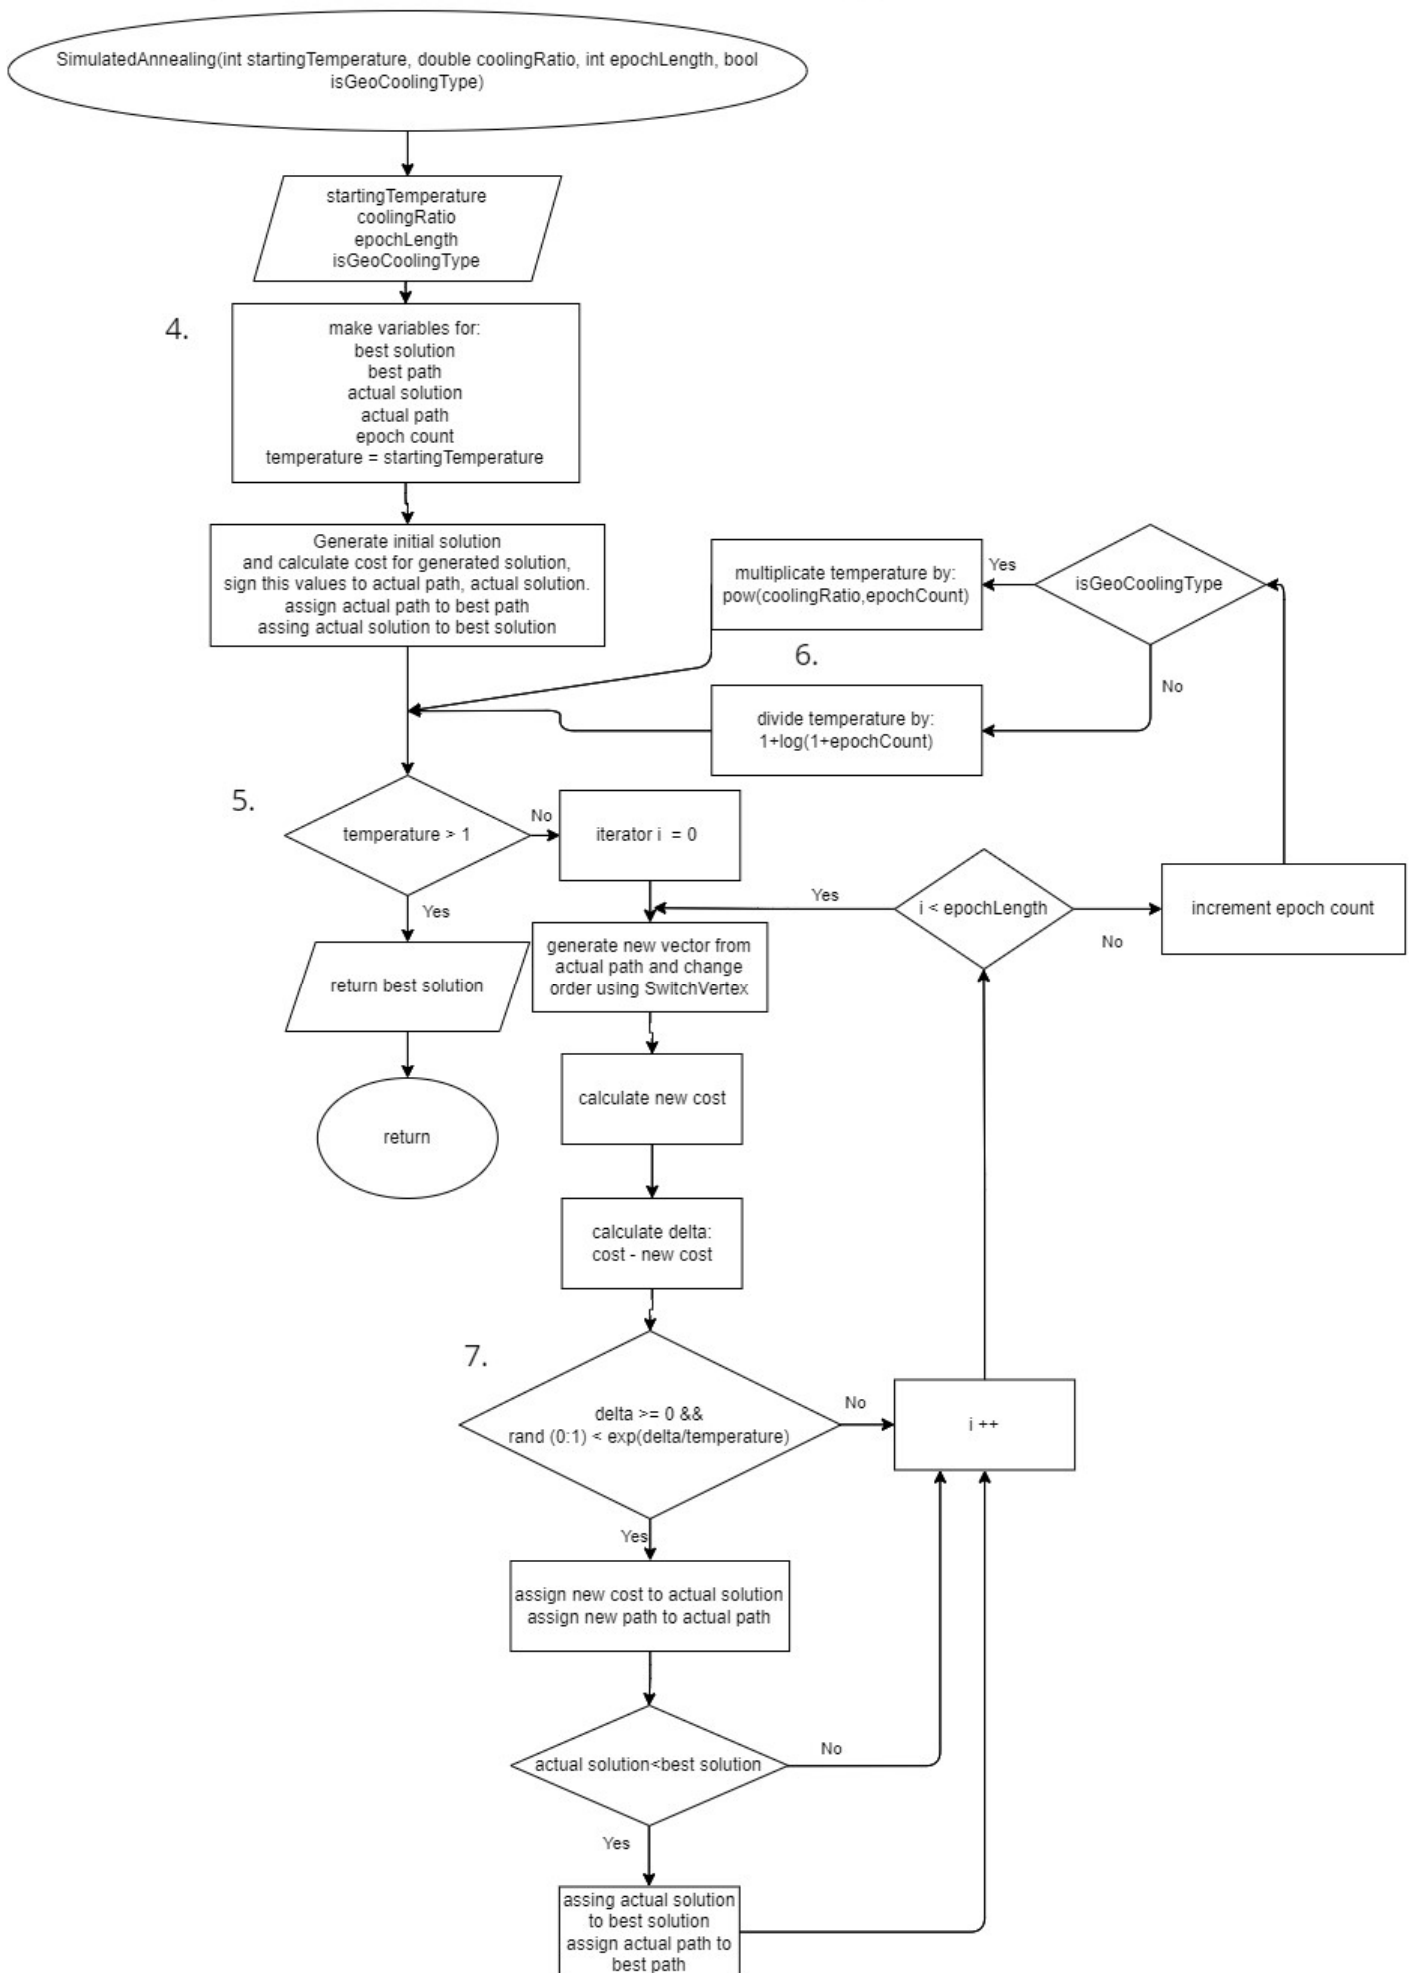 SimulatedAnnealing(int startingTemperature, double coolingRatio, int epochLength, bool
isGeoCoolingType)
startingTemperature
coolingRatio
epochLength
isGeoCoolingType
4.
make variables for:
best solution
best path
actual solution
actual path
epoch count
temperature = startingTemperature
Generate initial solution
and calculate cost for generated solution,
sign this values to actual path, actual solution.
assign actual path to best path
assing actual solution to best solution
multiplicate temperature by:
pow(coolingRatio,epochCount)
Yes
isGeoCoolingType
6.
No
divide temperature by:
1+log(1+epochCount)
5.
temperature > 1
No
iterator i = 0
Yes
Yes
i < epochLength
No
increment epoch count
return best solution
generate new vector from
actual path and change
order using SwitchVertex
return
calculate new cost
calculate delta:
cost - new cost
7.
delta >= 0 &&
rand (0:1) < exp(delta/temperature)
No
i ++
Yes
assign new cost to actual solution
assign new path to actual path
actual solution<best solution
No
Yes
assing actual solution
to best solution
assign actual path to
best path